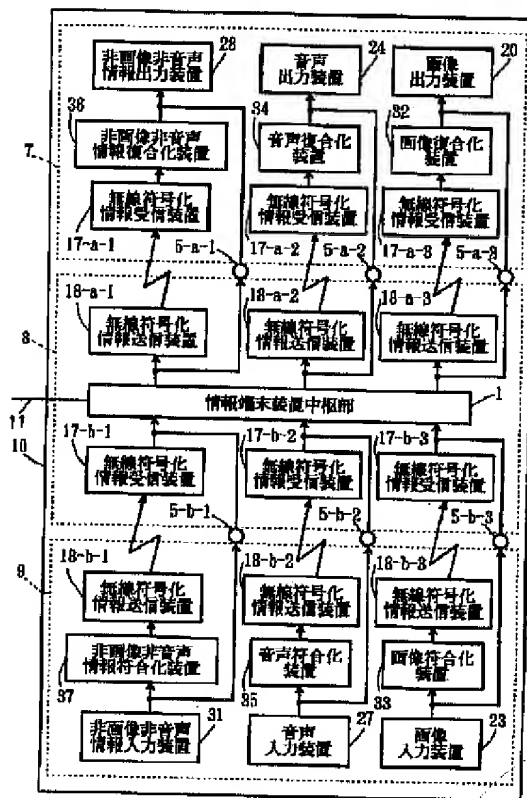 非画像非音声
情報出力装置
28
音声
出力装置
24
画像
出力装置
20
36
34
32
7
非画像非音声
情報復合化装置
音声復合化
装置
画像復合化
装置
無線符号化
情報受信装置
無線符号化
情報受信装置
無線符号化
情報受信装置
17-a-1
5-a-1
17-a-2
5-a-2
17-a-3
5-a-3
18-a-1
18-a-2
18-a-3
8
無線符号化
情報送信装置
無線符号化
情報送信装置
無線符号化
情報送信装置
情報端末装置中枢部
1
11
10
17-b-1
17-b-2
17-b-3
無線符号化
情報受信装置
無線符号化
情報受信装置
無線符号化
情報受信装置
5-b-1
5-b-2
5-b-3
9
18-b-1
18-b-2
18-b-3
無線符号化
情報送信装置
無線符号化
情報送信装置
無線符号化
情報送信装置
非画像非音声
情報符合化装置
音声符合化
装置
画像符合化
装置
37
35
33
31
27
23
非画像非音声
情報入力装置
音声
入力装置
画像
入力装置